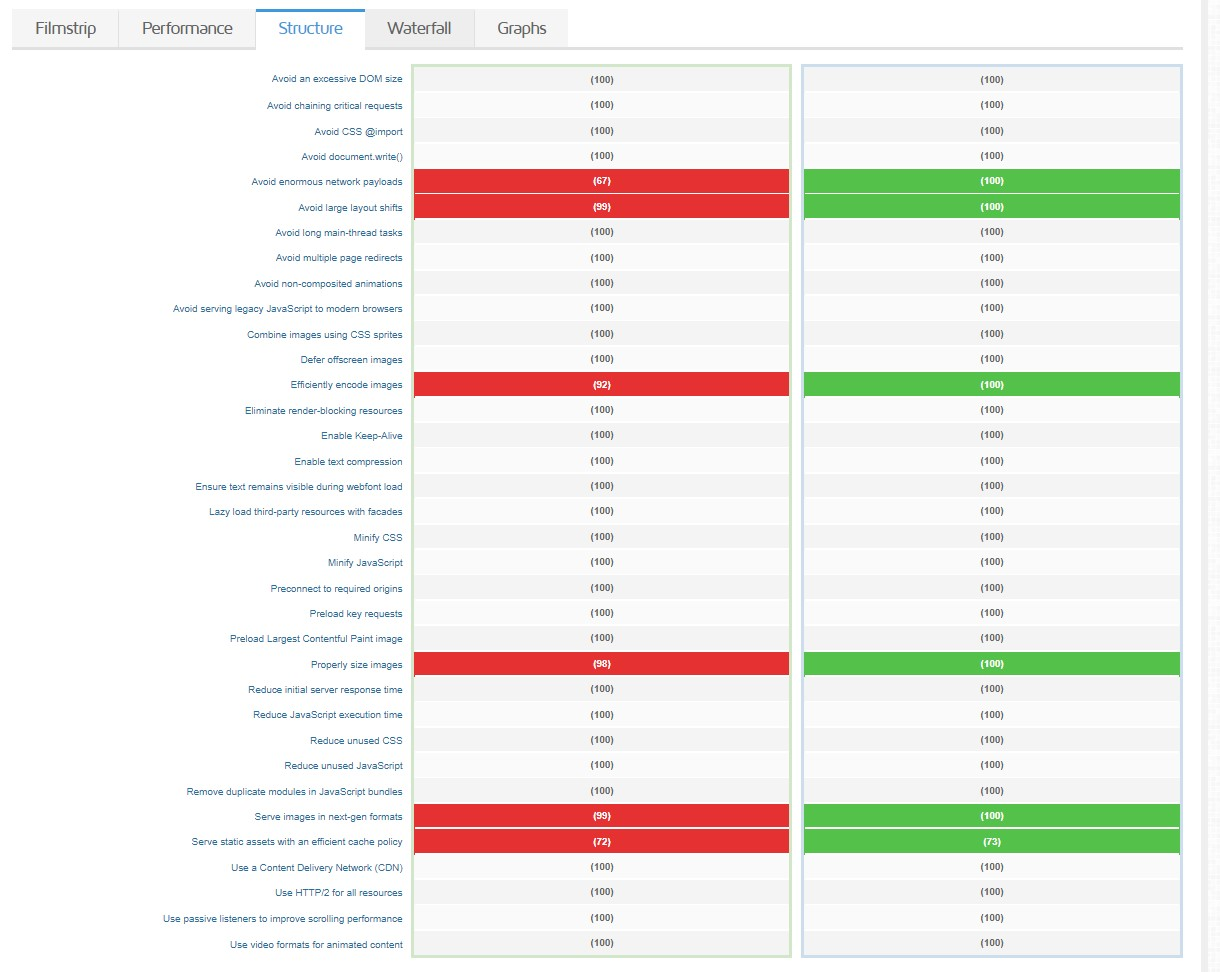 Filmstrip Performance Structure Waterfall Graphs
Avoid an excessive DOM size (100) (100)
Avoid chaining critical requests (100) (100)
Avoid CSS @import (100) (100)
Avoid document.write() (100) (100)
Avoid enormous network payloads (67) (100)
Avoid large layout shifts (99) (100)
Avoid long main-thread tasks (100) (100)
Avoid multiple page redirects (100) (100)
Avoid non-composited animations (100) (100)
Avoid serving legacy JavaScript to modern browsers (100) (100)
Combine images using CSS sprites (100) (100)
Defer offscreen images (100) (100)
Efficiently encode images (92) (100)
Eliminate render-blocking resources (100) (100)
Enable Keep-Alive (100) (100)
Enable text compression (100) (100)
Ensure text remains visible during webfont load (100) (100)
Lazy load third-party resources with facades (100) (100)
Minify CSS (100) (100)
Minify JavaScript (100) (100)
Preconnect to required origins (100) (100)
Preload key requests (100) (100)
Preload Largest Contentful Paint image (100) (100)
Properly size images (98) (100)
Reduce initial server response time (100) (100)
Reduce JavaScript execution time (100) (100)
Reduce unused CSS (100) (100)
Reduce unused JavaScript (100) (100)
Remove duplicate modules in JavaScript bundles (100) (100)
Serve images in next-gen formats (99) (100)
Serve static assets with an efficient cache policy (72) (73)
Use a Content Delivery Network (CDN) (100) (100)
Use HTTP/2 for all resources (100) (100)
Use passive listeners to improve scrolling performance (100) (100)
Use video formats for animated content (100) (100)